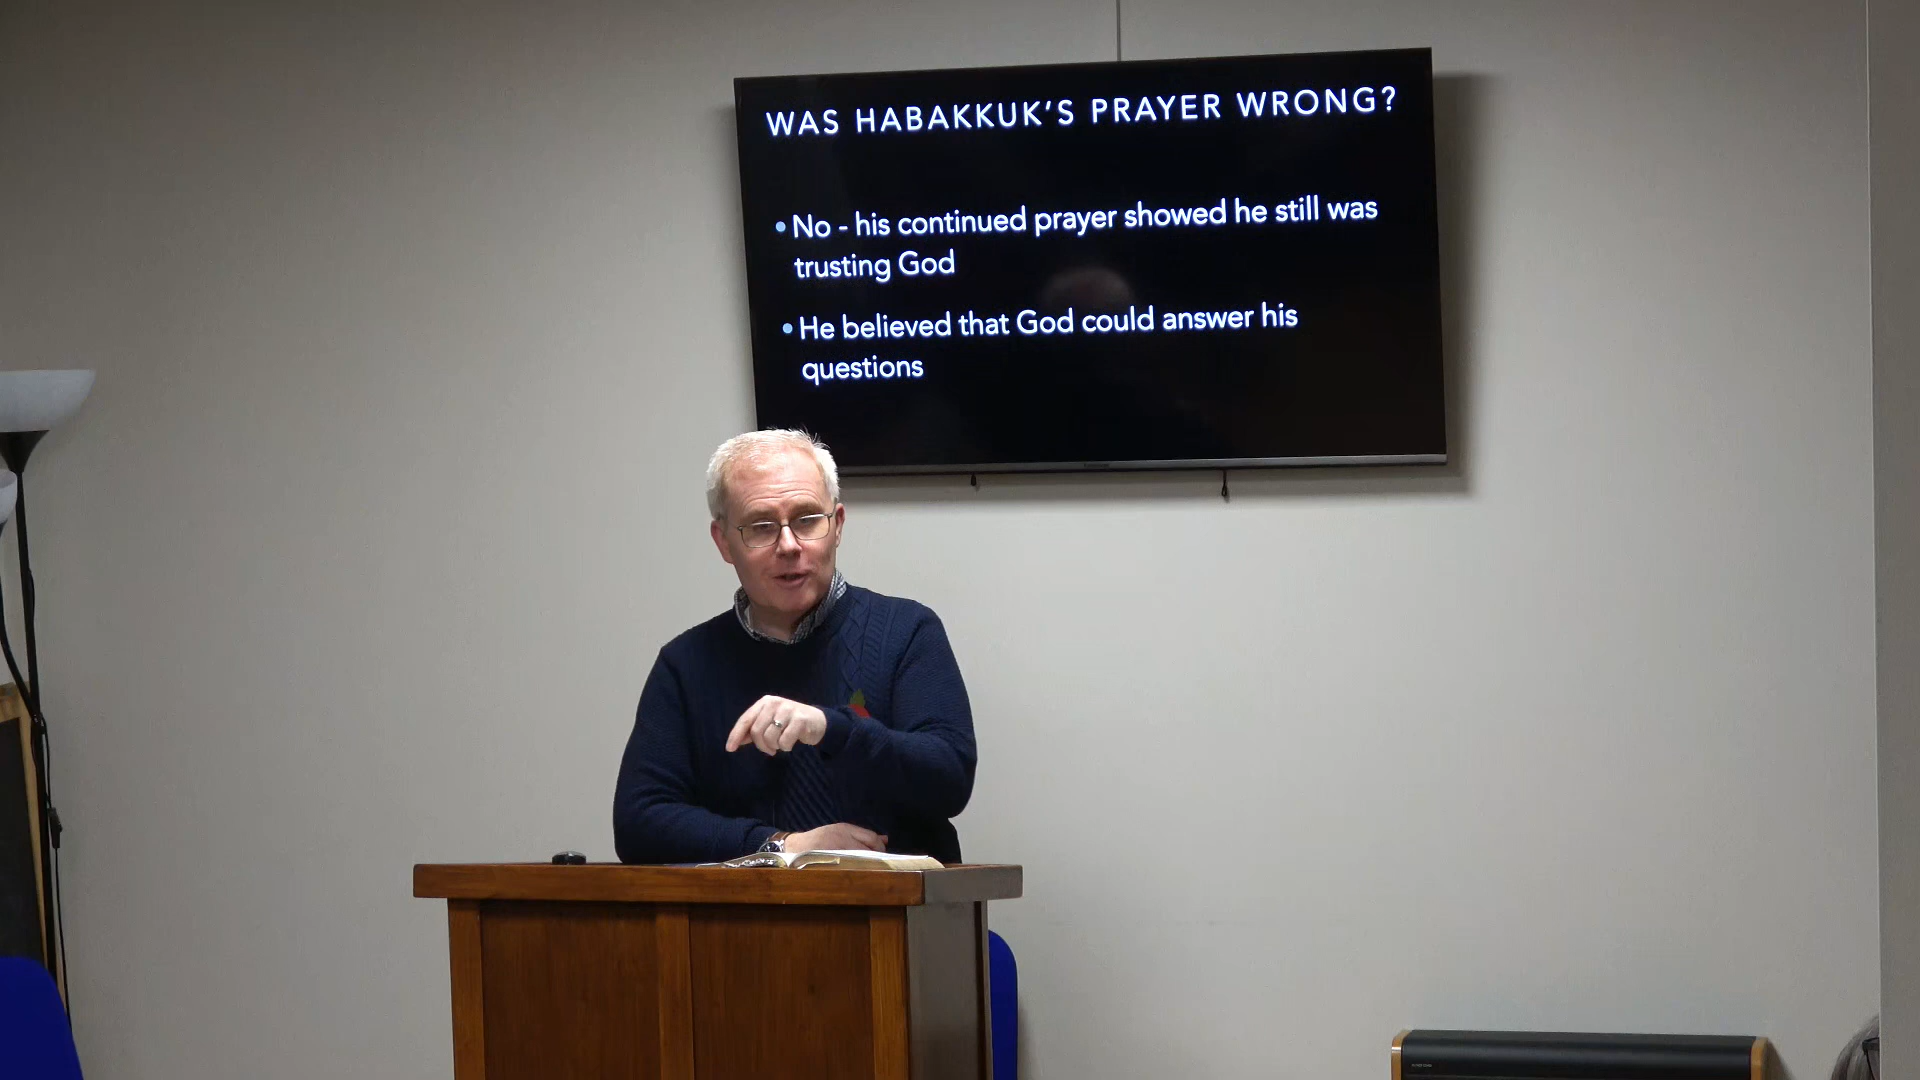 WAS HABAKKUK'S PRAYER WRONG?
• No - his continued prayer showed he still was
trusting God
• He believed that God could answer his
questions